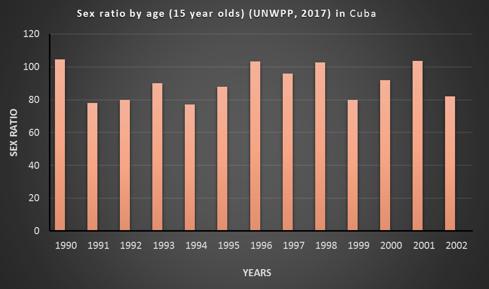 Sex ratio by age (15 year olds) (UNWPP, 2017) in Cuba
120
100
80
60
40
20
0
SEX RATIO
1990 1991 1992 1993 1994 1995 1996 1997 1998 1999 2000 2001 2002
YEARS